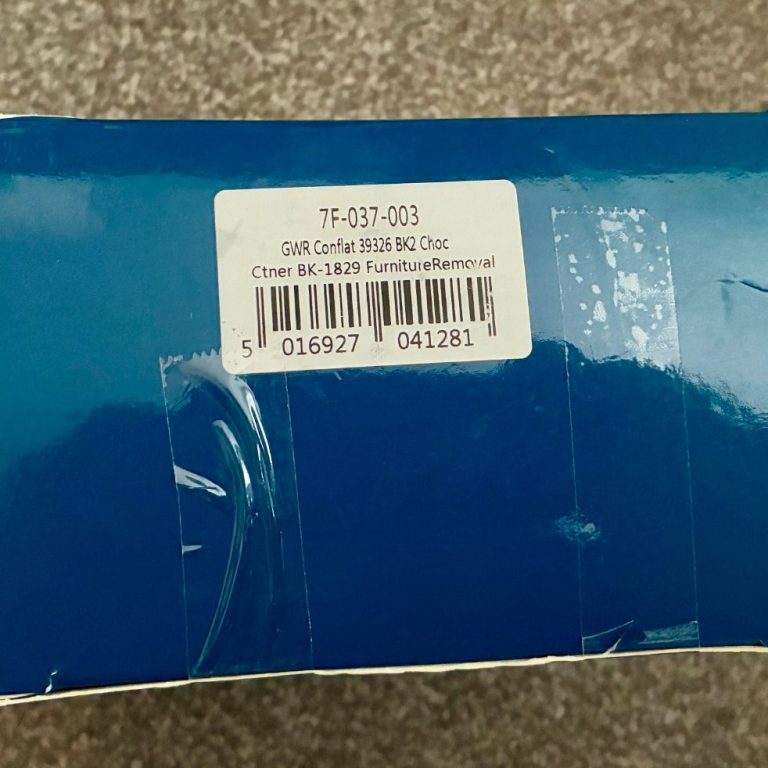 7F-037-003
GWR Conflat 39326 BK2 Choc
Ctner BK-1829 FurnitureRemoval
5 016927 041281